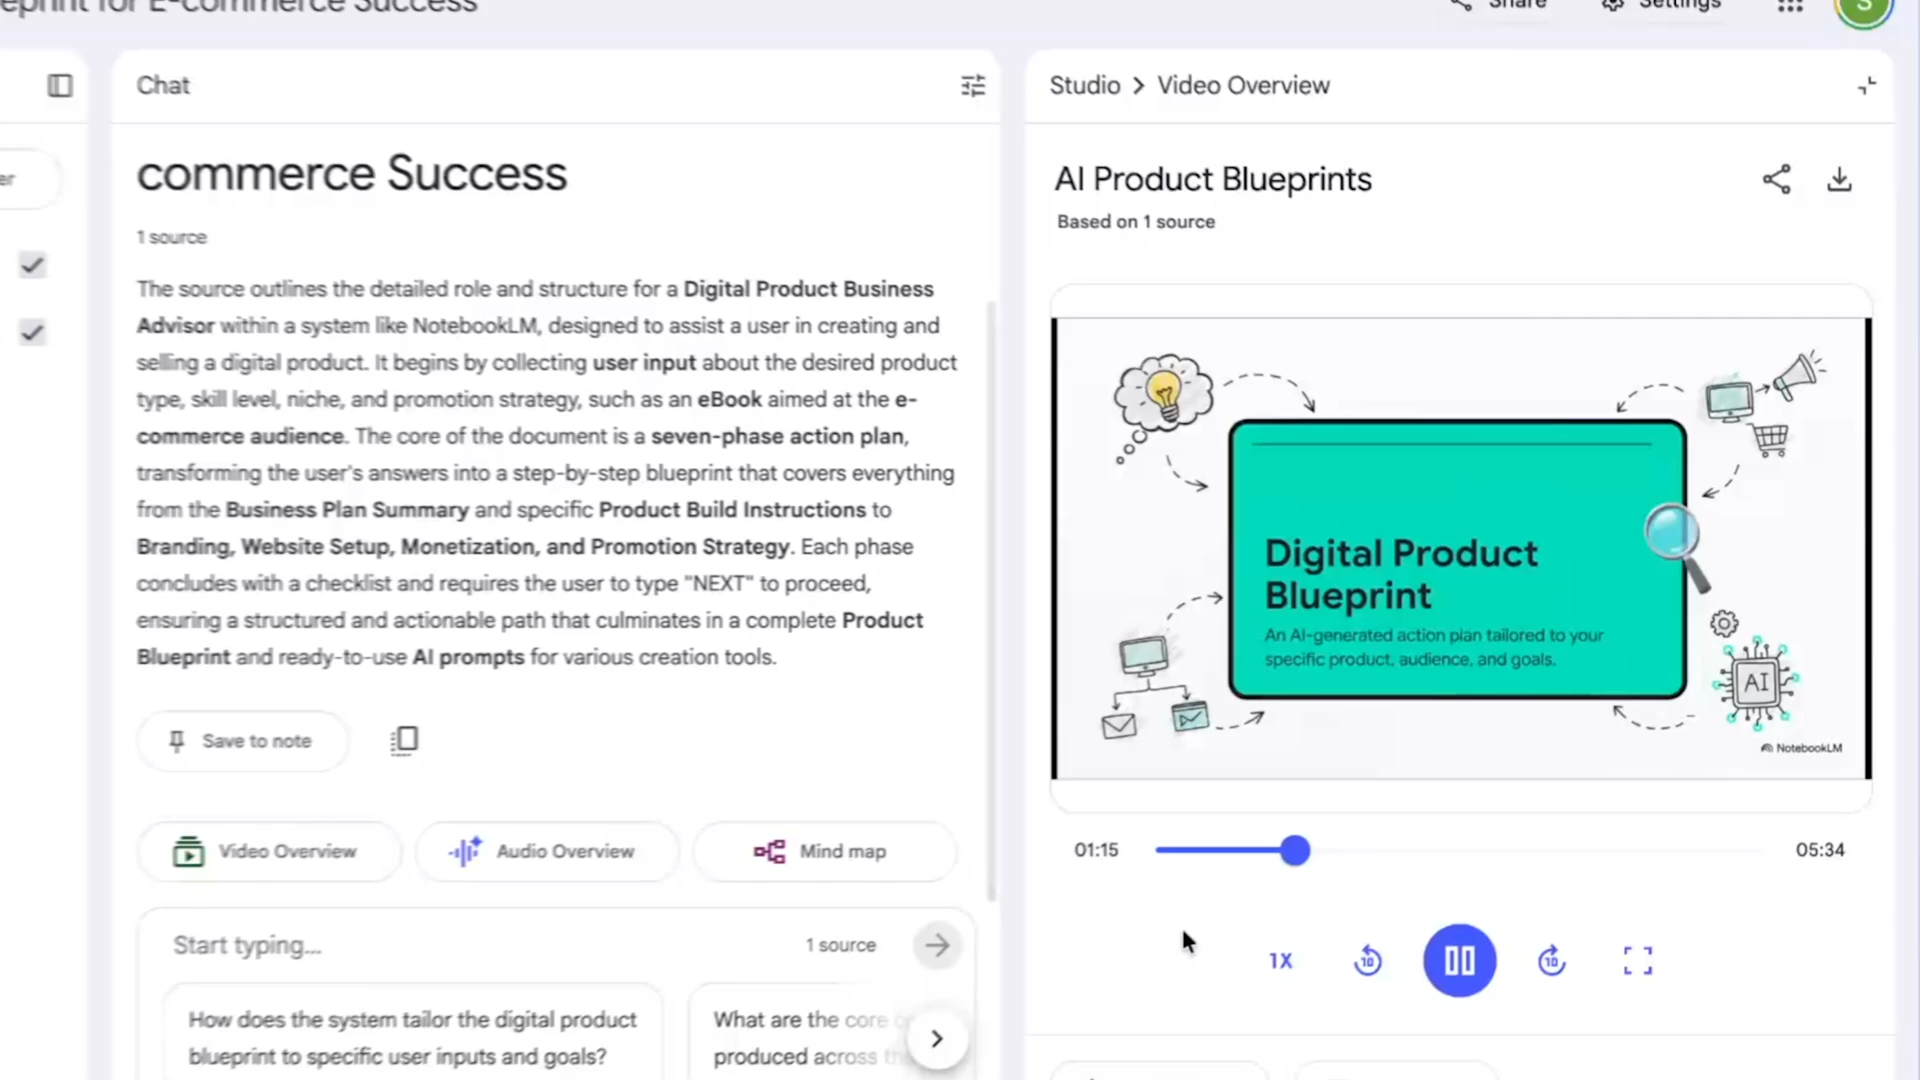 eprint for E-commerce Success
Share
Settings
S
Chat
Studio > Video Overview
er
commerce Success
1 source
The source outlines the detailed role and structure for a Digital Product Business
Advisor within a system like NotebookLM, designed to assist a user in creating and
selling a digital product. It begins by collecting user input about the desired product
type, skill level, niche, and promotion strategy, such as an eBook aimed at the e-
commerce audience. The core of the document is a seven-phase action plan,
transforming the user's answers into a step-by-step blueprint that covers everything
from the Business Plan Summary and specific Product Build Instructions to
Branding, Website Setup, Monetization, and Promotion Strategy. Each phase
concludes with a checklist and requires the user to type "NEXT" to proceed,
ensuring a structured and actionable path that culminates in a complete Product
Blueprint and ready-to-use AI prompts for various creation tools.
Save to note
Video Overview
Audio Overview
Mind map
Start typing...
1 source
How does the system tailor the digital product
blueprint to specific user inputs and goals?
What are the core
produced across
AI Product Blueprints
Based on 1 source
Digital Product
Blueprint
An AI-generated action plan tailored to your
specific product, audience, and goals.
AI
NotebookLM
01:15
05:34
1X
10
10